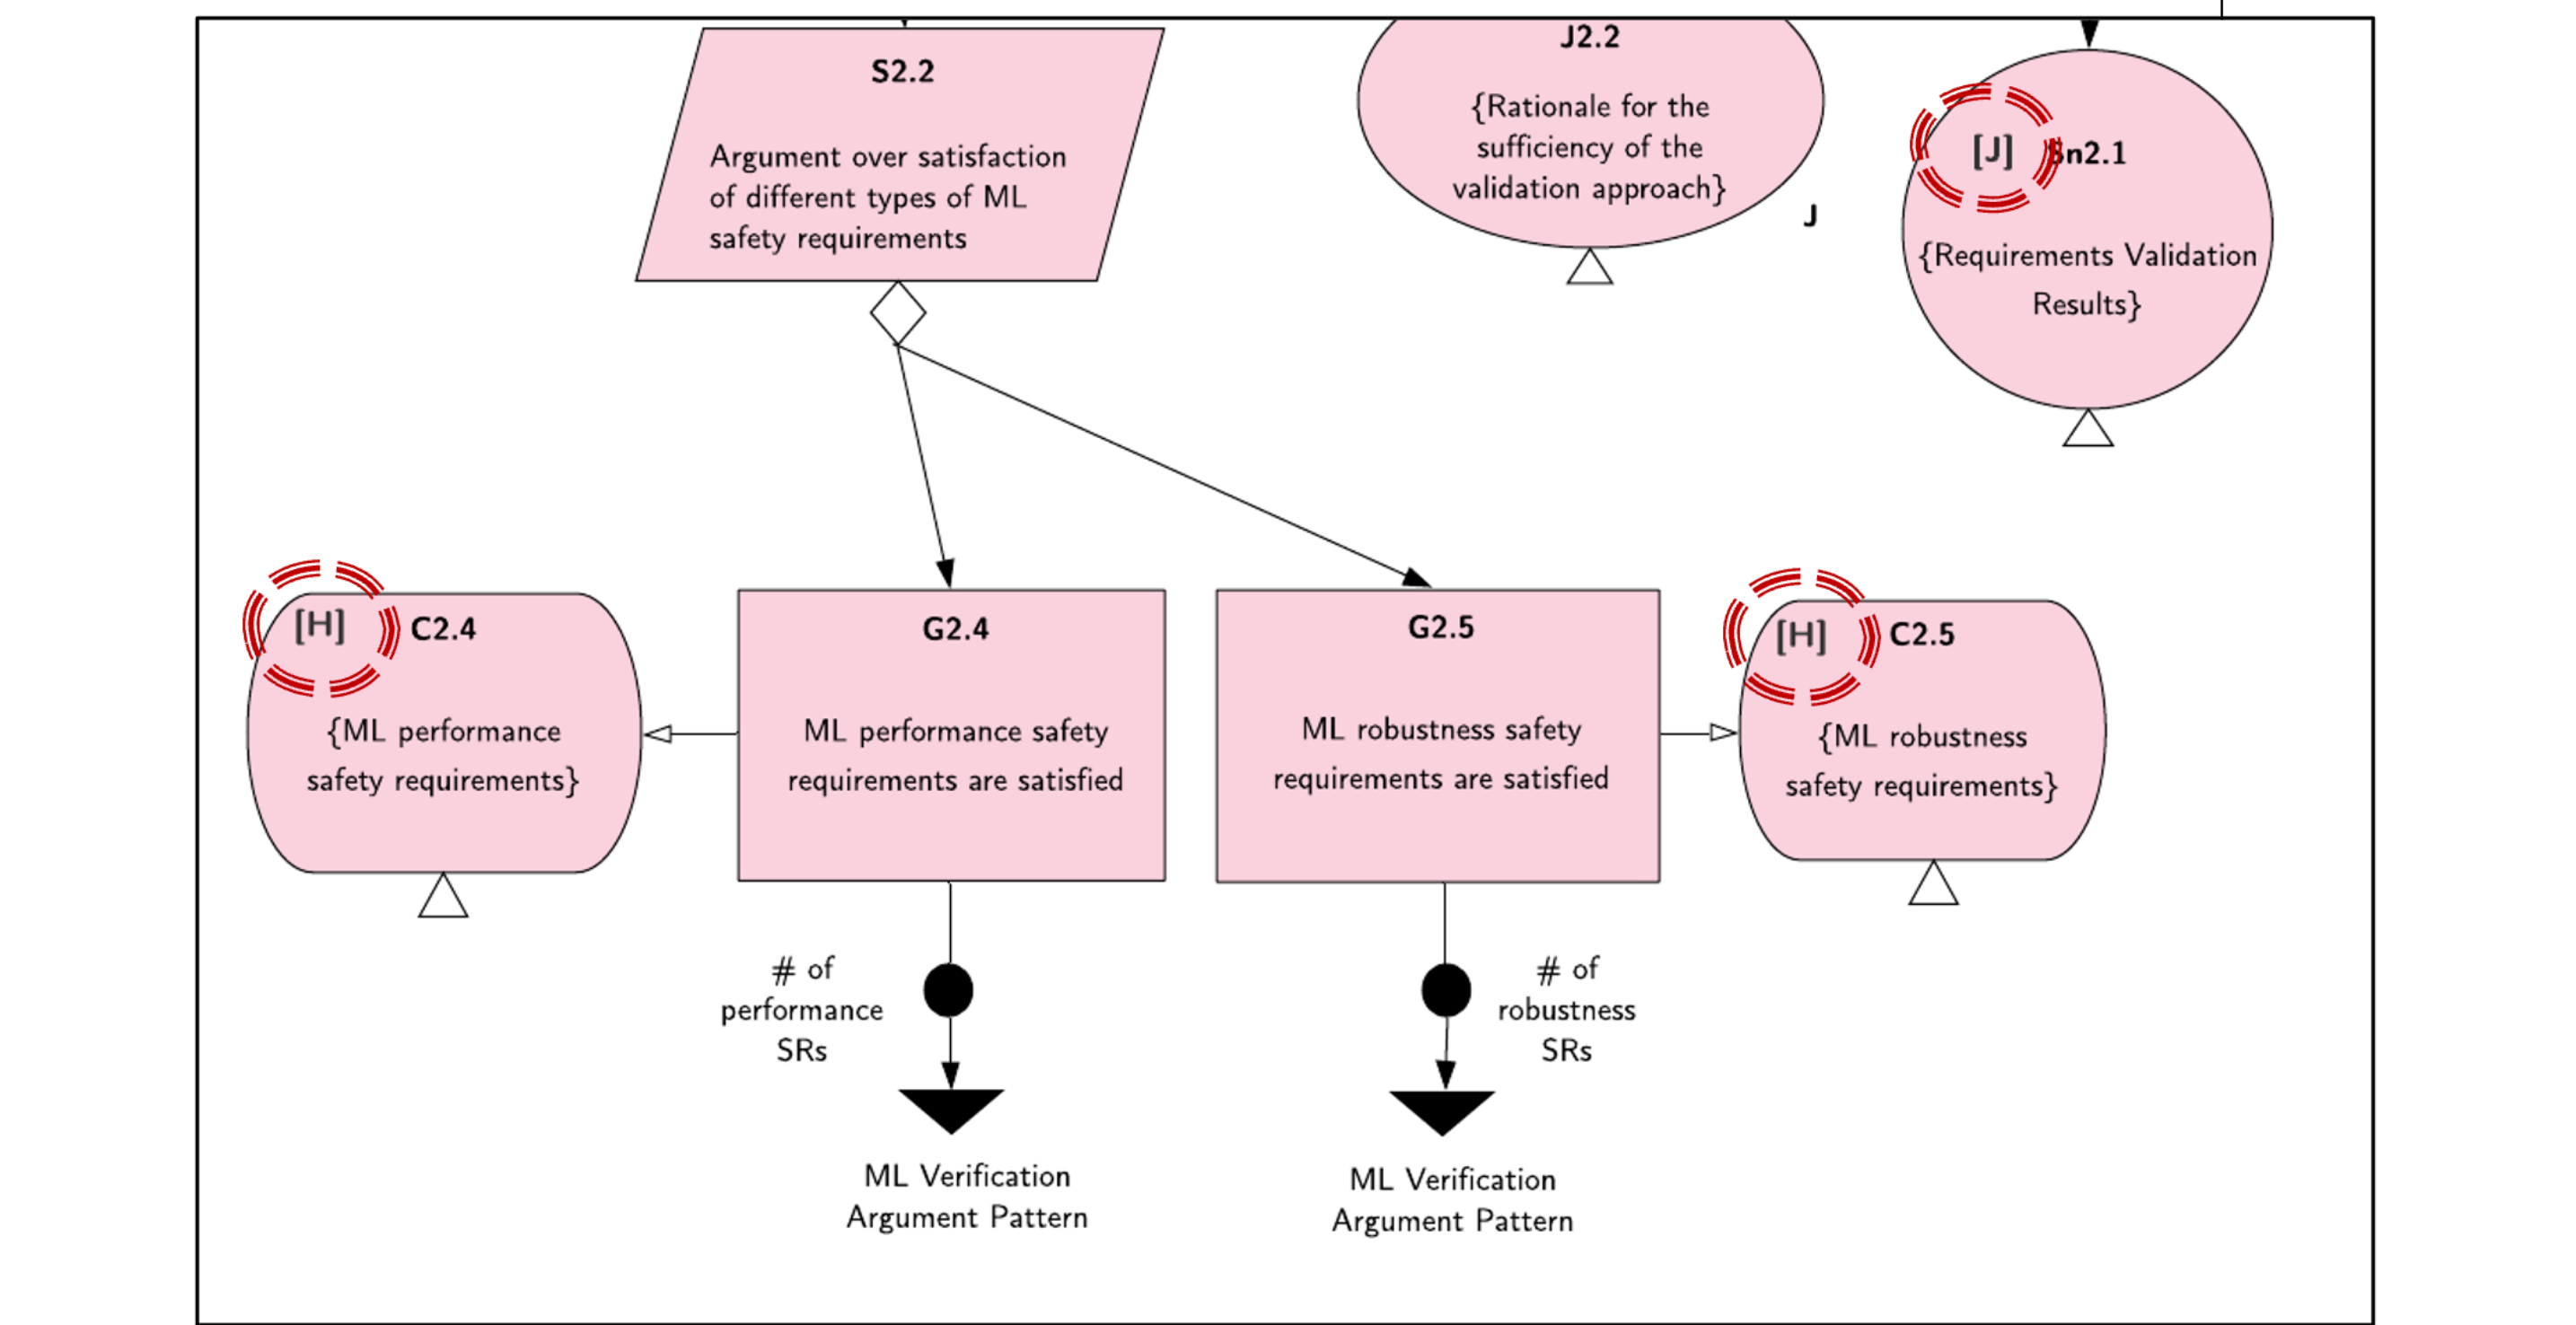 S2.2
Argument over satisfaction
of different types of ML
safety requirements
J2.2
{Rationale for the
sufficiency of the
validation approach}
J
[J] Sn2.1
{Requirements Validation
Results}
[H] C2.4
{ML performance
safety requirements}
G2.4
ML performance safety
requirements are satisfied
G2.5
ML robustness safety
requirements are satisfied
[H] C2.5
{ML robustness
safety requirements}
# of
performance
SRs
# of
robustness
SRs
ML Verification
Argument Pattern
ML Verification
Argument Pattern